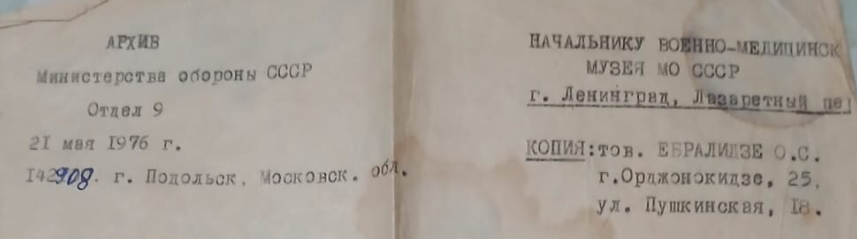 АРХИВ
Министерства обороны СССР
Отдел 9
21 мая 1976 г.
142908. г. Подольск, Московск. обл.
НАЧАЛЬНИКУ ВОЕННО-МЕДИЦИНСК
МУЗЕЯ МО СССР
г. Ленинград, Лазаретный пе
КОПИЯ: тов. ЕБРАЛИДЗЕ О.С.
г.Орджонокидзе, 25,
ул. Пушкинская, 18.